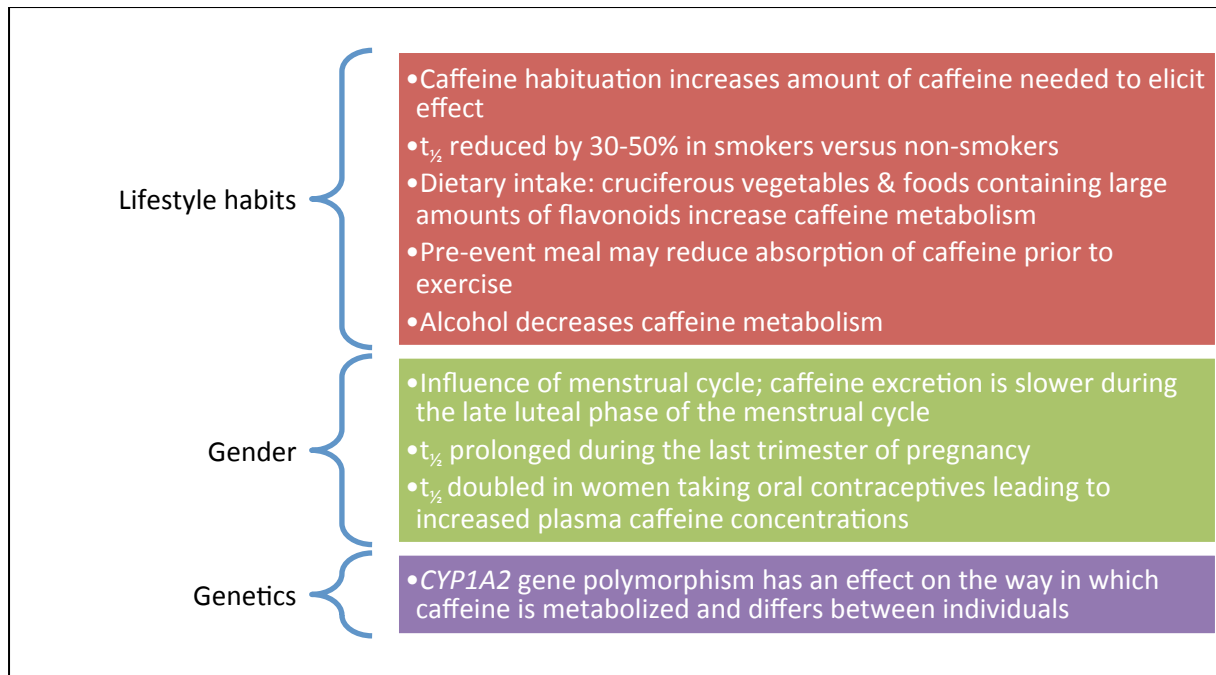 Lifestyle habits
•Caffeine habituation increases amount of caffeine needed to elicit
effect
•t½ reduced by 30-50% in smokers versus non-smokers
•Dietary intake: cruciferous vegetables & foods containing large
amounts of flavonoids increase caffeine metabolism
•Pre-event meal may reduce absorption of caffeine prior to
exercise
•Alcohol decreases caffeine metabolism
Gender
•Influence of menstrual cycle; caffeine excretion is slower during
the late luteal phase of the menstrual cycle
•t½ prolonged during the last trimester of pregnancy
•t½ doubled in women taking oral contraceptives leading to
increased plasma caffeine concentrations
Genetics
•CYP1A2 gene polymorphism has an effect on the way in which
caffeine is metabolized and differs between individuals